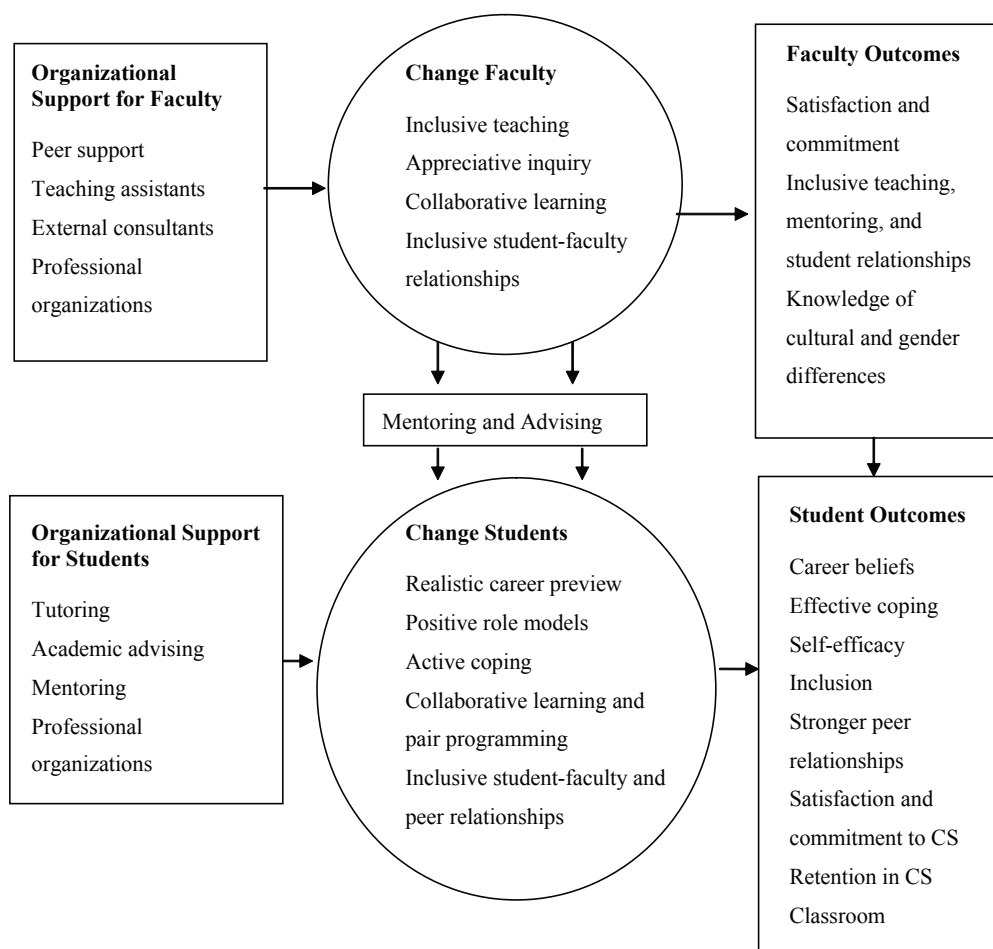 Organizational
Support for Faculty
Peer support
Teaching assistants
External consultants
Professional
organizations
Change Faculty
Inclusive teaching
Appreciative inquiry
Collaborative learning
Inclusive student-faculty
relationships
Faculty Outcomes
Satisfaction and
commitment
Inclusive teaching,
mentoring, and
student relationships
Knowledge of
cultural and gender
differences
Mentoring and Advising
Organizational Support
for Students
Tutoring
Academic advising
Mentoring
Professional
organizations
Change Students
Realistic career preview
Positive role models
Active coping
Collaborative learning and
pair programming
Inclusive student-faculty and
peer relationships
Student Outcomes
Career beliefs
Effective coping
Self-efficacy
Inclusion
Stronger peer
relationships
Satisfaction and
commitment to CS
Retention in CS
Classroom